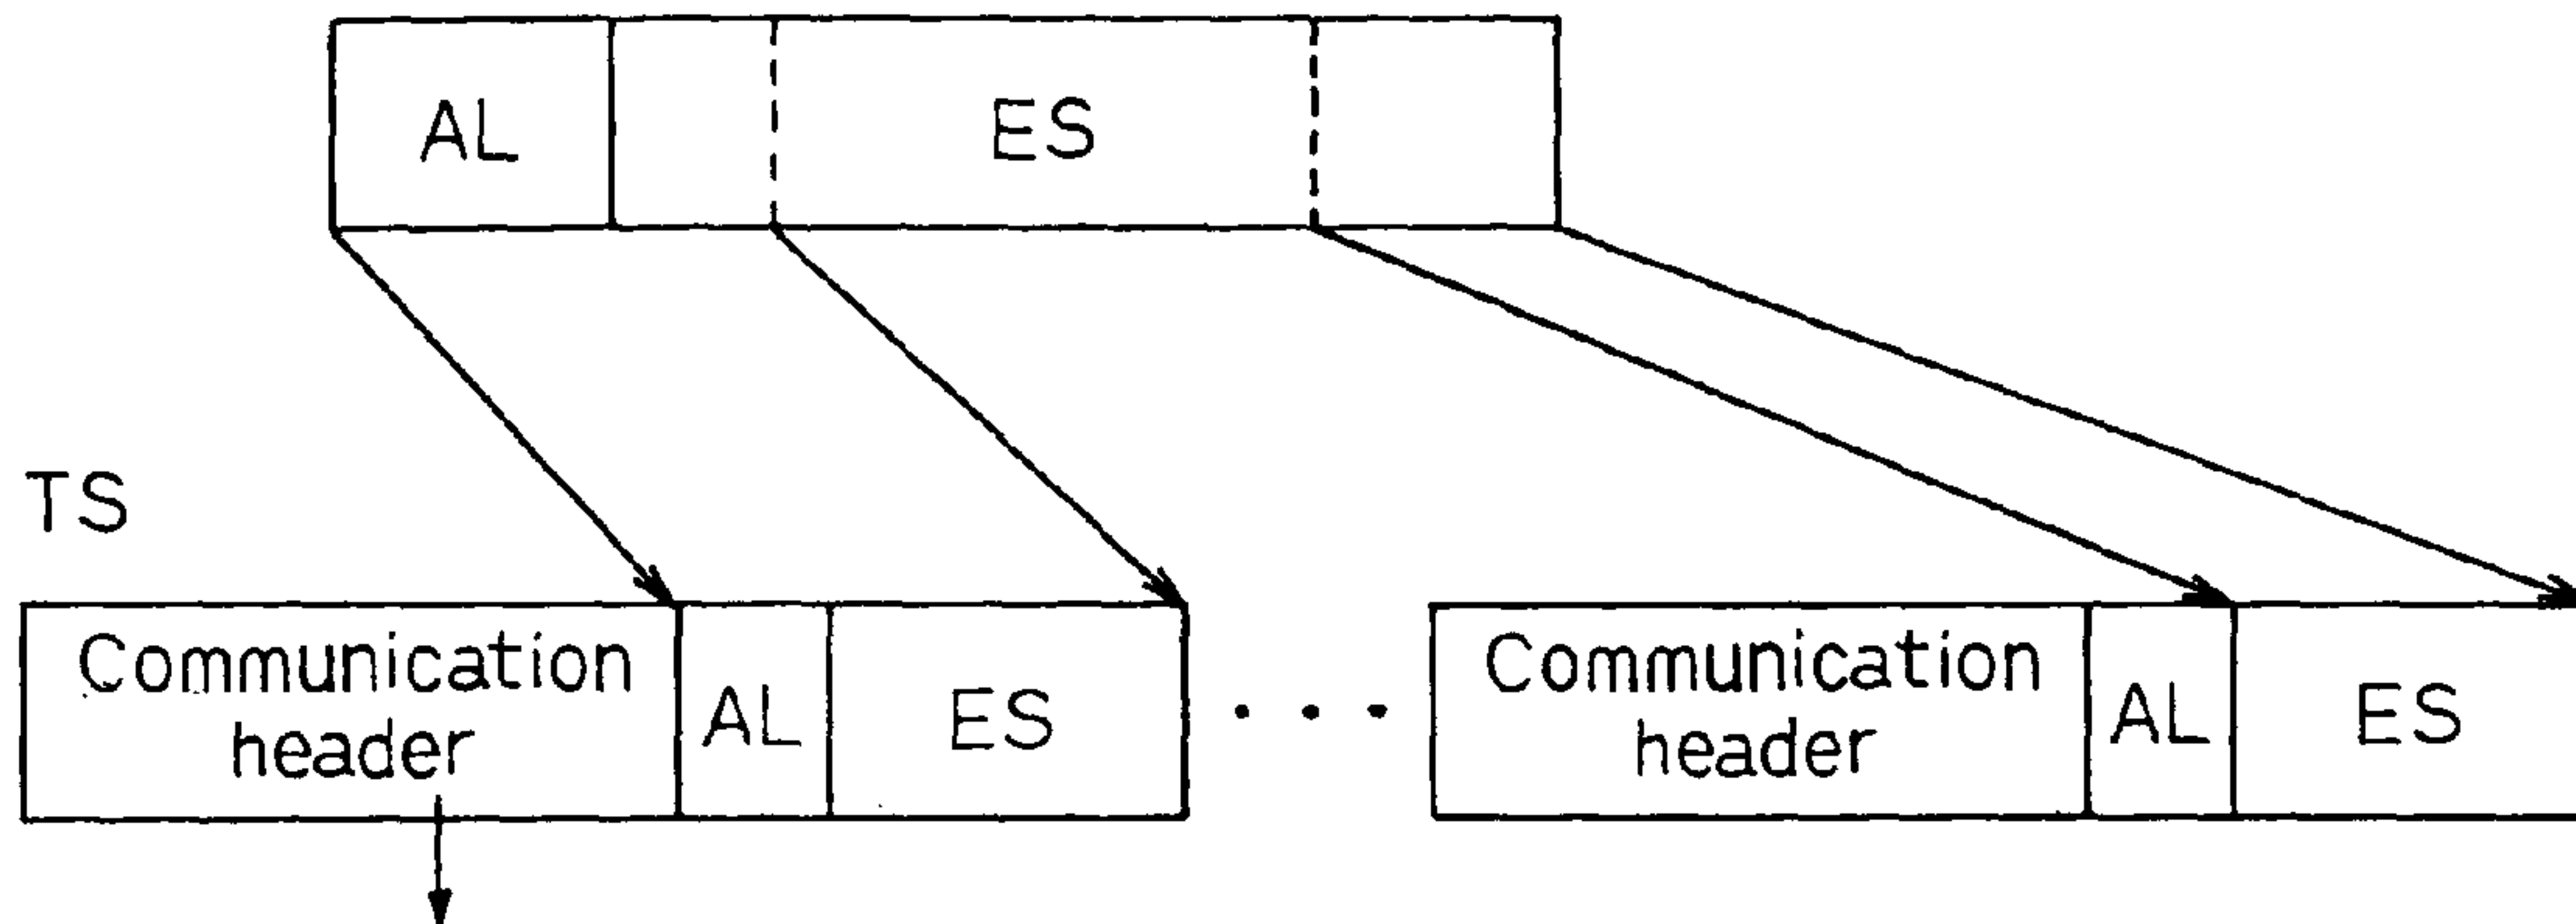 AL ES
TS
Communication
header
AL ES
Communication
header
AL ES